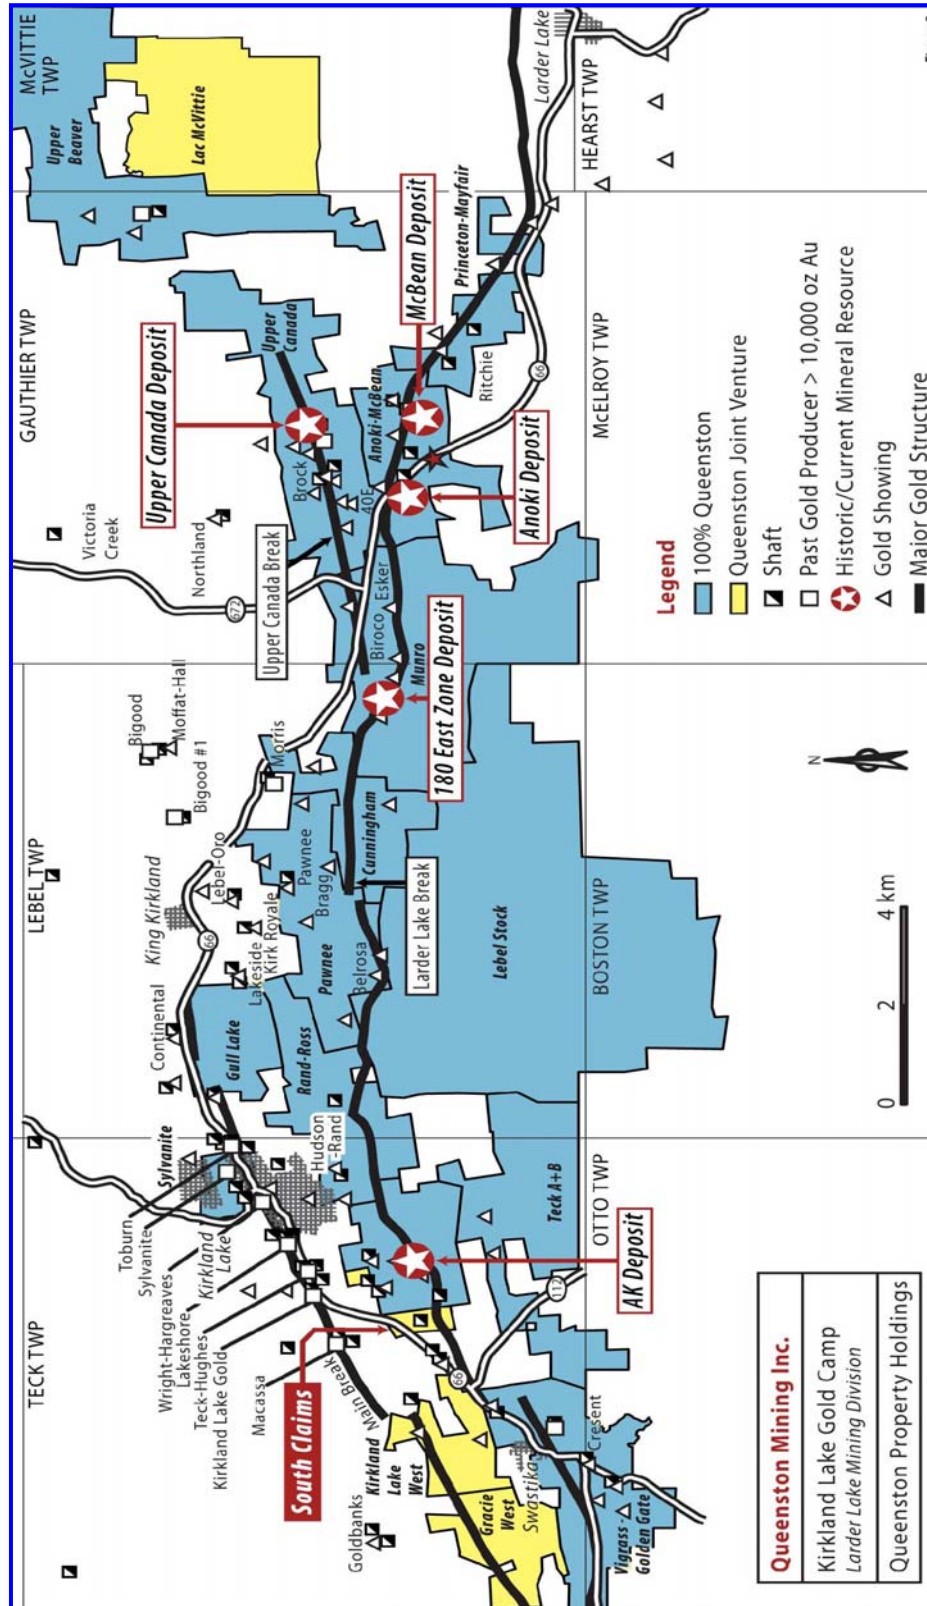 TECK TWP
LEBEL TWP
GAUTHIER TWP
McVITTIE
TWP
Toburn
Sylvanite
Wright-Hargreaves
Kirkland
Lake
Lakeshore
Teck-Hughes
Kirkland Lake Gold
Macassa
South Claims
Main Break
Kirkland
Lake
West
Goldbanks
Gracie
West
Swastika
Vigrass -
Golden Gate
Cresent
66
112
AK Deposit
OTTO TWP
Teck A+B
Sylvanite
Hudson
-Rand
Continental
Gull Lake
Rand-Ross
King Kirkland
66
Lakeside
Kirk Royale
Lebel-Oro
Pawnee
Bragg
Pawnee
Belrosa
Larder Lake Break
Cunningham
Lebel Stock
BOSTON TWP
Bigood
Moffat-Hall
Bigood #1
Morris
180 East Zone Deposit
Munro
Biroco
Esker
Upper Canada Break
672
Victoria
Creek
Northland
Upper Canada Deposit
Brock
40E
Upper
Canada
Anoki-McBean
Anoki Deposit
McBean Deposit
Ritchie
Princeton-Mayfair
66
McELROY TWP
Upper
Beaver
Lac McVittie
Larder Lake
HEARST TWP
Queenston Mining Inc.
Kirkland Lake Gold Camp
Larder Lake Mining Division
Queenston Property Holdings
0 2 4 km
N
Legend
100% Queenston
Queenston Joint Venture
Shaft
Past Gold Producer > 10,000 oz Au
Historic/Current Mineral Resource
Gold Showing
Major Gold Structure